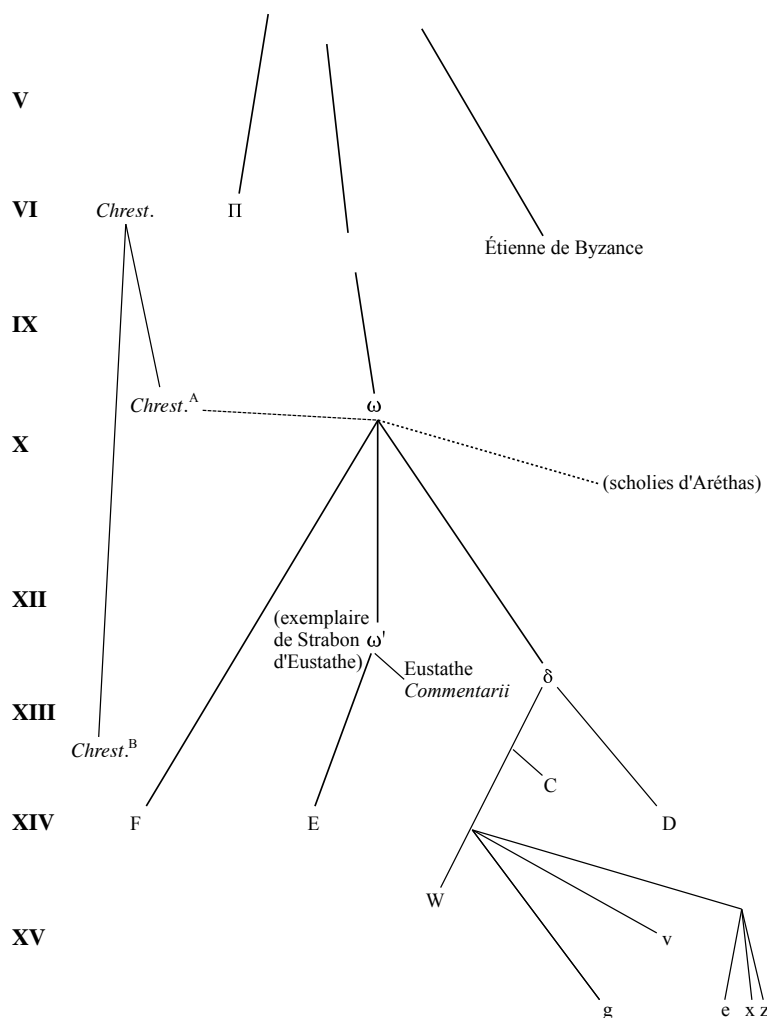 V
VI
Chrest.
Π
Étienne de Byzance
IX
Chrest.A
ω
X
(scholies d'Aréthas)
XII
(exemplaire
de Strabon ω'
d'Eustathe)
Eustathe
Commentarii
δ
XIII
Chrest.B
C
XIV
F
E
D
W
XV
v
g
e
x
z